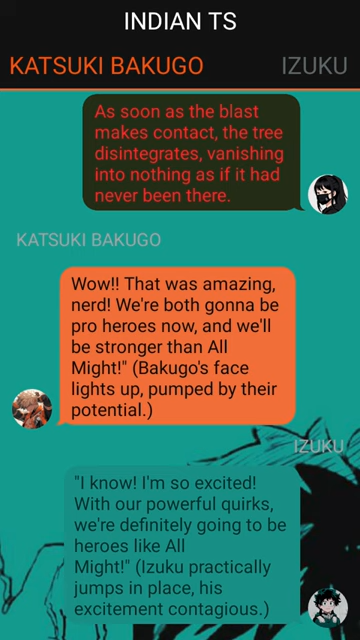 INDIAN TS
KATSUKI BAKUGO IZUKU
As soon as the blast
makes contact, the tree
disintegrates, vanishing
into nothing as if it had
never been there.
KATSUKI BAKUGO
Wow!! That was amazing,
nerd! We're both gonna be
pro heroes now, and we'll
be stronger than All
Might!" (Bakugo's face
lights up, pumped by their
potential.)
IZUKU
"I know! I'm so excited!
With our powerful quirks,
we're definitely going to be
heroes like All
Might!" (Izuku practically
jumps in place, his
excitement contagious.)